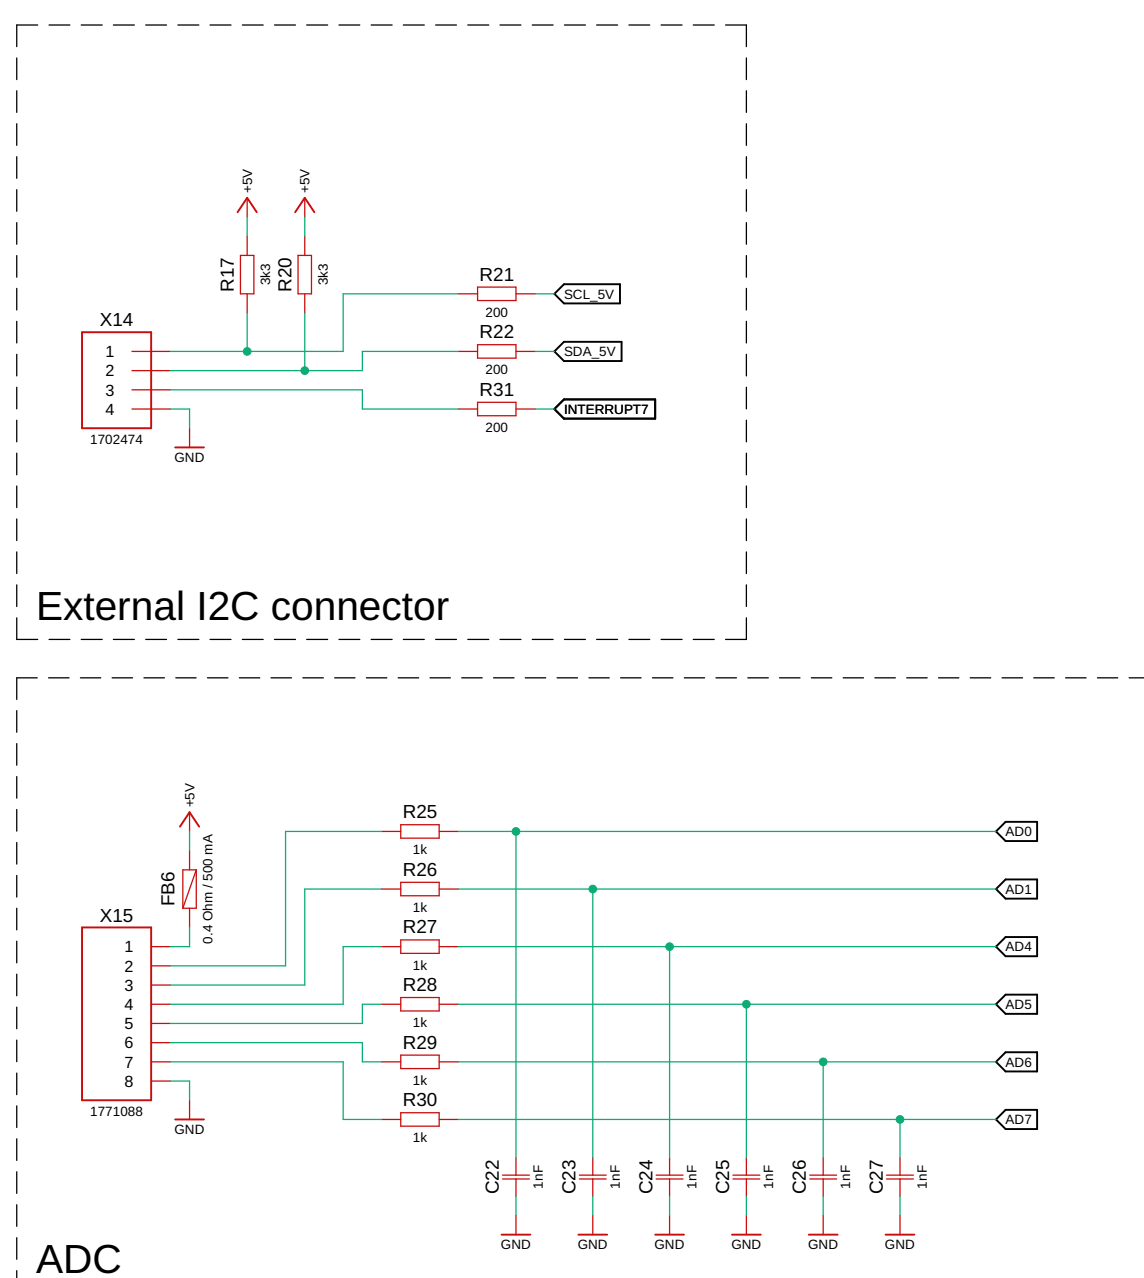 +5V
+5V
R17
3k3
R20
3k3
R21
200
SCL_5V
R22
200
SDA_5V
R31
200
INTERRUPT7
X14
1
2
3
4
1702474
GND
External I2C connector
+5V
FB6
0.4 Ohm / 500 mA
X15
1
2
3
4
5
6
7
8
1771088
GND
R25
1k
AD0
R26
1k
AD1
R27
1k
AD4
R28
1k
AD5
R29
1k
AD6
R30
1k
AD7
C22
1nF
C23
1nF
C24
1nF
C25
1nF
C26
1nF
C27
1nF
GND
GND
GND
GND
GND
GND
ADC